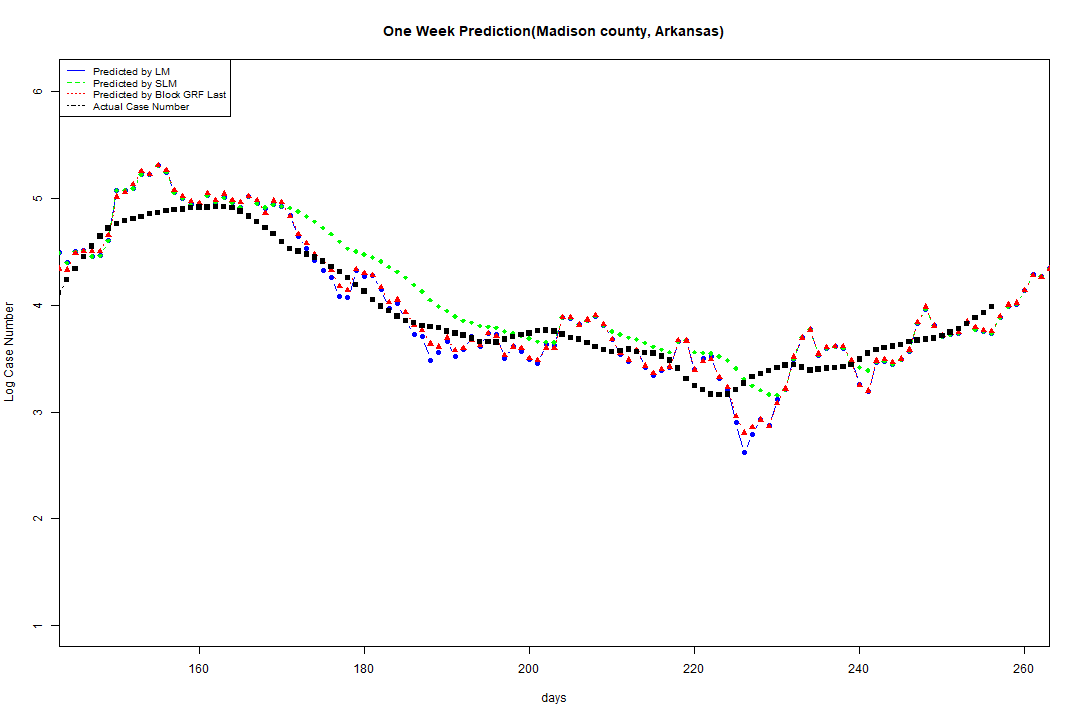 One Week Prediction(Madison county, Arkansas)
Predicted by LM
Predicted by SLM
Predicted by Block GRF Last
Actual Case Number
6
5
4
3
2
1
Log Case Number
160 180 200 220 240 260
days